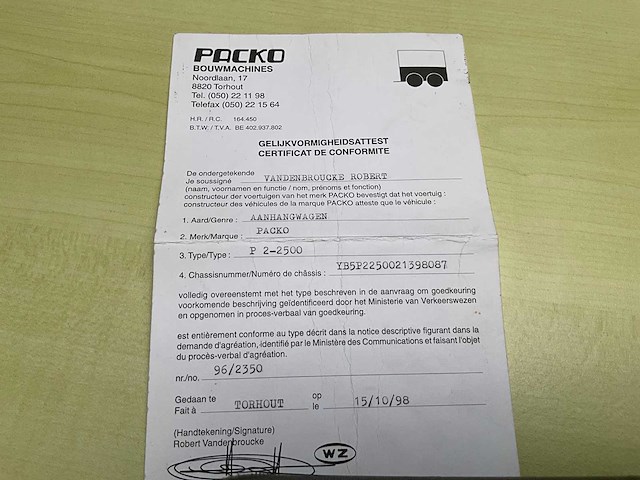 PACKO
BOUWMACHINES
Noordlaan, 17
8820 Torhout
Tel. (050) 22 11 98
Telefax (050) 22 15 64
H.R. / R.C. 164.450
B.T.W. / T.V.A. BE 402.937.802
GELIJKVORMIGHEIDSATTEST
CERTIFICAT DE CONFORMITE
De ondergetekende
Je soussigné VANDENBROUCKE ROBERT
(naam, voornamen en functie / nom, prénoms et fonction)
constructeur der voertuigen van het merk PACKO bevestigt dat het voertuig :
constructeur des véhicules de la marque PACKO atteste que le véhicule :
1. Aard/Genre : AANHANGWAGEN
2. Merk/Marque : PACKO
3. Type/Type : P 2-2500
4. Chassisnummer/Numéro de châssis : YB5P2250021398087
volledig overeenstemt met het type beschreven in de aanvraag om goedkeuring
voorkomende beschrijving geïdentificeerd door het Ministerie van Verkeerswezen
en opgenomen in proces-verbaal van goedkeuring.
est entièrement conforme au type décrit dans la notice descriptive figurant dans la
demande d'agréation, identifié par le Ministère des Communications et faisant l'objet
du procès-verbal d'agréation.
nr./no. 96/2350
Gedaan te op
Fait à TORHOUT le 15/10/98
(Handtekening/Signature)
Robert Vandenbroucke
WZ